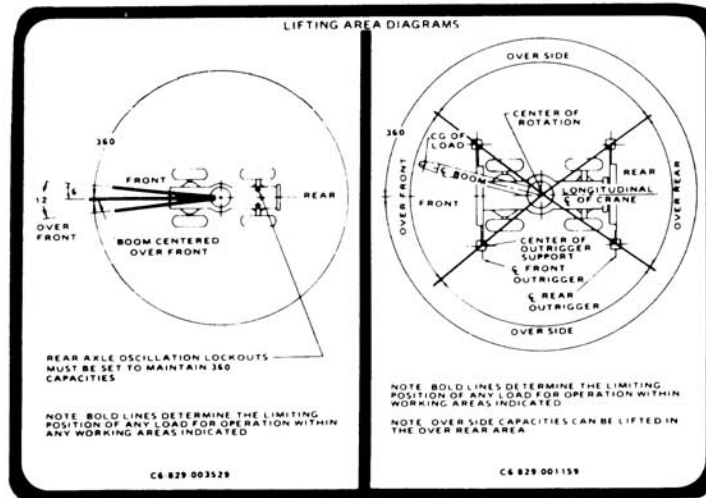 LIFTING AREA DIAGRAMS
360
FRONT
REAR
12
6
OVER
FRONT
BOOM CENTERED
OVER FRONT
REAR AXLE OSCILLATION LOCKOUTS
MUST BE SET TO MAINTAIN 360
CAPACITIES
NOTE BOLD LINES DETERMINE THE LIMITING
POSITION OF ANY LOAD FOR OPERATION WITHIN
ANY WORKING AREAS INDICATED
C6 829 003529
OVER SIDE
CENTER OF
ROTATION
360
CG OF
LOAD
℄ OF BOOM
REAR
OVER FRONT
FRONT
LONGITUDINAL
℄ OF CRANE
OVER REAR
CENTER OF
OUTRIGGER
SUPPORT
℄ FRONT
OUTRIGGER
℄ REAR
OUTRIGGER
OVER SIDE
NOTE BOLD LINES DETERMINE THE LIMITING
POSITION OF ANY LOAD FOR OPERATION WITHIN
WORKING AREAS INDICATED
NOTE OVER SIDE CAPACITIES CAN BE LIFTED IN
THE OVER REAR AREA
C6 829 001159